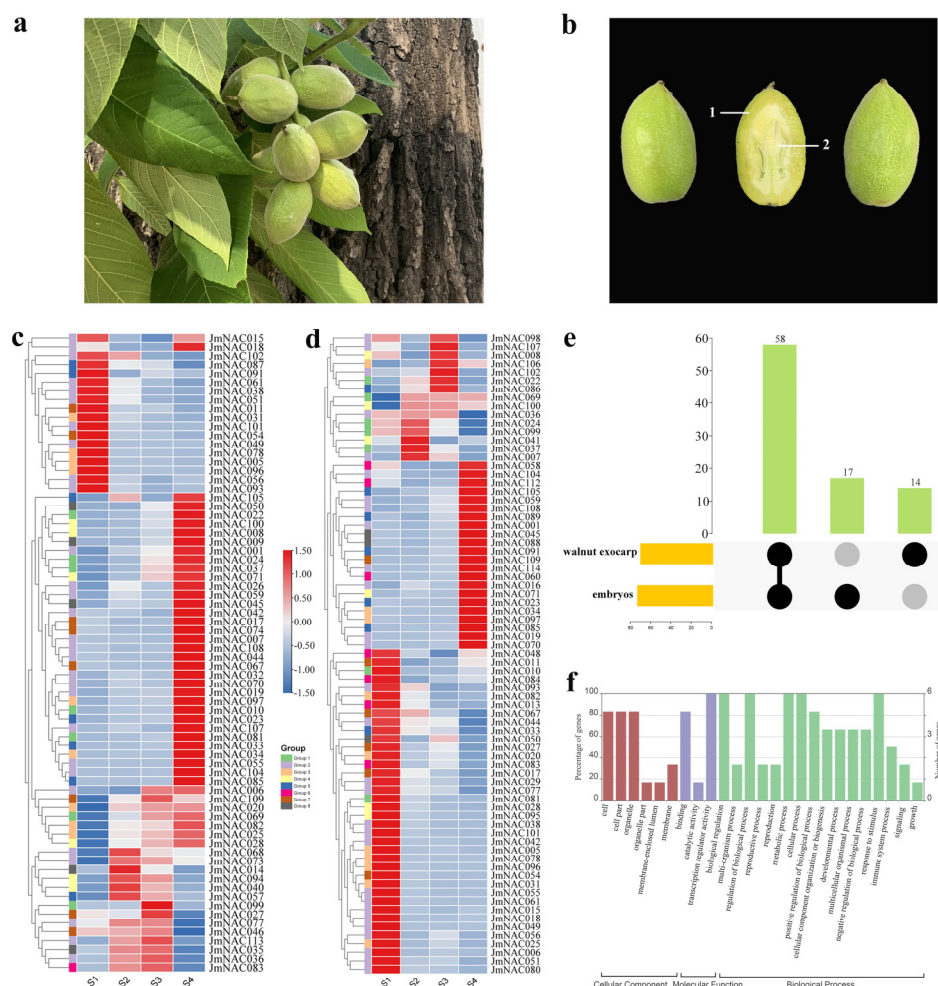 a
b
1
2
c
JmNAC015
JmNAC018
JmNAC102
JmNAC087
JmNAC091
JmNAC061
JmNAC038
JmNAC051
JmNAC011
JmNAC031
JmNAC101
JmNAC054
JmNAC049
JmNAC078
JmNAC005
JmNAC096
JmNAC056
JmNAC093
JmNAC105
JmNAC050
JmNAC022
JmNAC100
JmNAC008
JmNAC009
JmNAC001
JmNAC024
JmNAC037
JmNAC071
JmNAC026
JmNAC059
JmNAC045
JmNAC042
JmNAC017
JmNAC074
JmNAC007
JmNAC108
JmNAC044
JmNAC067
JmNAC032
JmNAC070
JmNAC019
JmNAC097
JmNAC010
JmNAC023
JmNAC107
JmNAC081
JmNAC033
JmNAC034
JmNAC055
JmNAC104
JmNAC085
JmNAC006
JmNAC109
JmNAC020
JmNAC069
JmNAC082
JmNAC025
JmNAC028
JmNAC068
JmNAC073
JmNAC014
JmNAC094
JmNAC040
JmNAC057
JmNAC099
JmNAC027
JmNAC077
JmNAC046
JmNAC113
JmNAC035
JmNAC036
JmNAC083
S1 S2 S3 S4
1.50
1.00
0
-1.00
-1.50
Group
Group 1
Group 2
Group 3
Group 4
Group 5
Group 6
Group 7
Group 8
d
JmNAC098
JmNAC107
JmNAC008
JmNAC106
JmNAC102
JmNAC022
JmNAC086
JmNAC069
JmNAC100
JmNAC036
JmNAC024
JmNAC099
JmNAC041
JmNAC037
JmNAC007
JmNAC058
JmNAC104
JmNAC112
JmNAC105
JmNAC059
JmNAC108
JmNAC089
JmNAC001
JmNAC045
JmNAC088
JmNAC091
JmNAC109
JmNAC114
JmNAC060
JmNAC016
JmNAC071
JmNAC023
JmNAC034
JmNAC097
JmNAC085
JmNAC019
JmNAC070
JmNAC048
JmNAC011
JmNAC010
JmNAC084
JmNAC093
JmNAC082
JmNAC013
JmNAC067
JmNAC044
JmNAC033
JmNAC050
JmNAC027
JmNAC020
JmNAC083
JmNAC017
JmNAC029
JmNAC077
JmNAC081
JmNAC028
JmNAC095
JmNAC038
JmNAC101
JmNAC042
JmNAC005
JmNAC078
JmNAC096
JmNAC054
JmNAC031
JmNAC055
JmNAC061
JmNAC015
JmNAC018
JmNAC049
JmNAC056
JmNAC025
JmNAC006
JmNAC051
JmNAC080
S1 S2 S3 S4
e
60
50
40
30
20
10
0
58
17
14
walnut exocarp
embryos
80 60 40 20 0
f
Percentage of genes
100
80
60
40
20
0
6
3
1
0
cell
cell part
organelle
organelle part
membrane-enclosed lumen
membrane
binding
catalytic activity
transcription regulator activity
biological regulation
multi-organism process
regulation of biological process
reproductive process
reproduction
metabolic process
cellular process
positive regulation of biological process
cellular component organization or biogenesis
developmental process
multicellular organismal process
negative regulation of biological process
response to stimulus
immune system process
signaling
growth
Cellular Component
Molecular Function
Biological Process